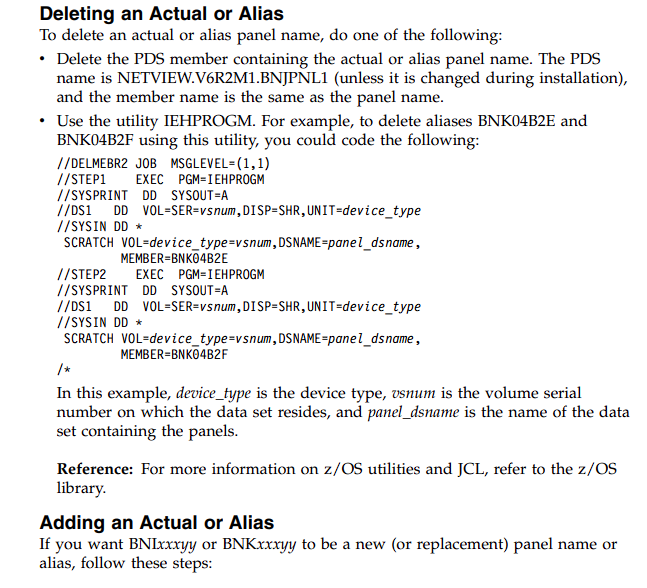 Deleting an Actual or Alias
To delete an actual or alias panel name, do one of the following:
• Delete the PDS member containing the actual or alias panel name. The PDS
name is NETVIEW.V6R2M1.BNJPNL1 (unless it is changed during installation),
and the member name is the same as the panel name.
• Use the utility IEHPROGM. For example, to delete aliases BNK04B2E and
BNK04B2F using this utility, you could code the following:
//DELMEBR2 JOB  MSGLEVEL=(1,1)
//STEP1    EXEC  PGM=IEHPROGM
//SYSPRINT  DD  SYSOUT=A
//DS1   DD  VOL=SER=vsnum,DISP=SHR,UNIT=device_type
//SYSIN DD *
 SCRATCH VOL=device_type=vsnum,DSNAME=panel_dsname,
         MEMBER=BNK04B2E
//STEP2    EXEC  PGM=IEHPROGM
//SYSPRINT  DD  SYSOUT=A
//DS1   DD  VOL=SER=vsnum,DISP=SHR,UNIT=device_type
//SYSIN DD *
 SCRATCH VOL=device_type=vsnum,DSNAME=panel_dsname,
         MEMBER=BNK04B2F
/*
In this example, device_type is the device type, vsnum is the volume serial
number on which the data set resides, and panel_dsname is the name of the data
set containing the panels.
Reference: For more information on z/OS utilities and JCL, refer to the z/OS
library.
Adding an Actual or Alias
If you want BNIxxxyy or BNKxxxyy to be a new (or replacement) panel name or
alias, follow these steps: